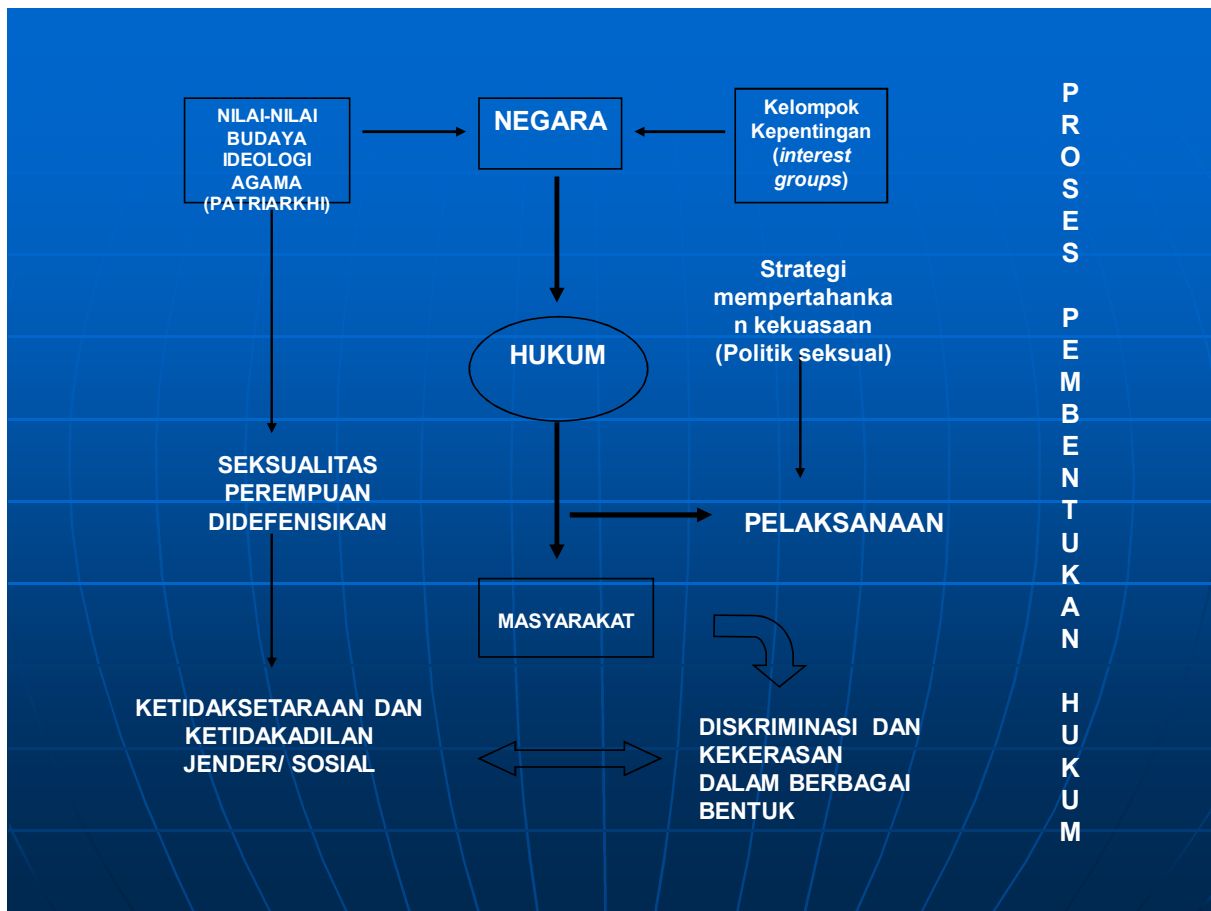 NILAI-NILAI
BUDAYA
IDEOLOGI
AGAMA
(PATRIARKHI)
NEGARA
Kelompok
Kepentingan
(interest
groups)
Strategi
mempertahanka
n kekuasaan
(Politik seksual)
HUKUM
SEKSUALITAS
PEREMPUAN
DIDEFENISIKAN
PELAKSANAAN
MASYARAKAT
KETIDAKSETARAAN DAN
KETIDAKADILAN
JENDER/ SOSIAL
DISKRIMINASI DAN
KEKERASAN
DALAM BERBAGAI
BENTUK
P
R
O
S
E
S
P
E
M
B
E
N
T
U
K
A
N
H
U
K
U
M